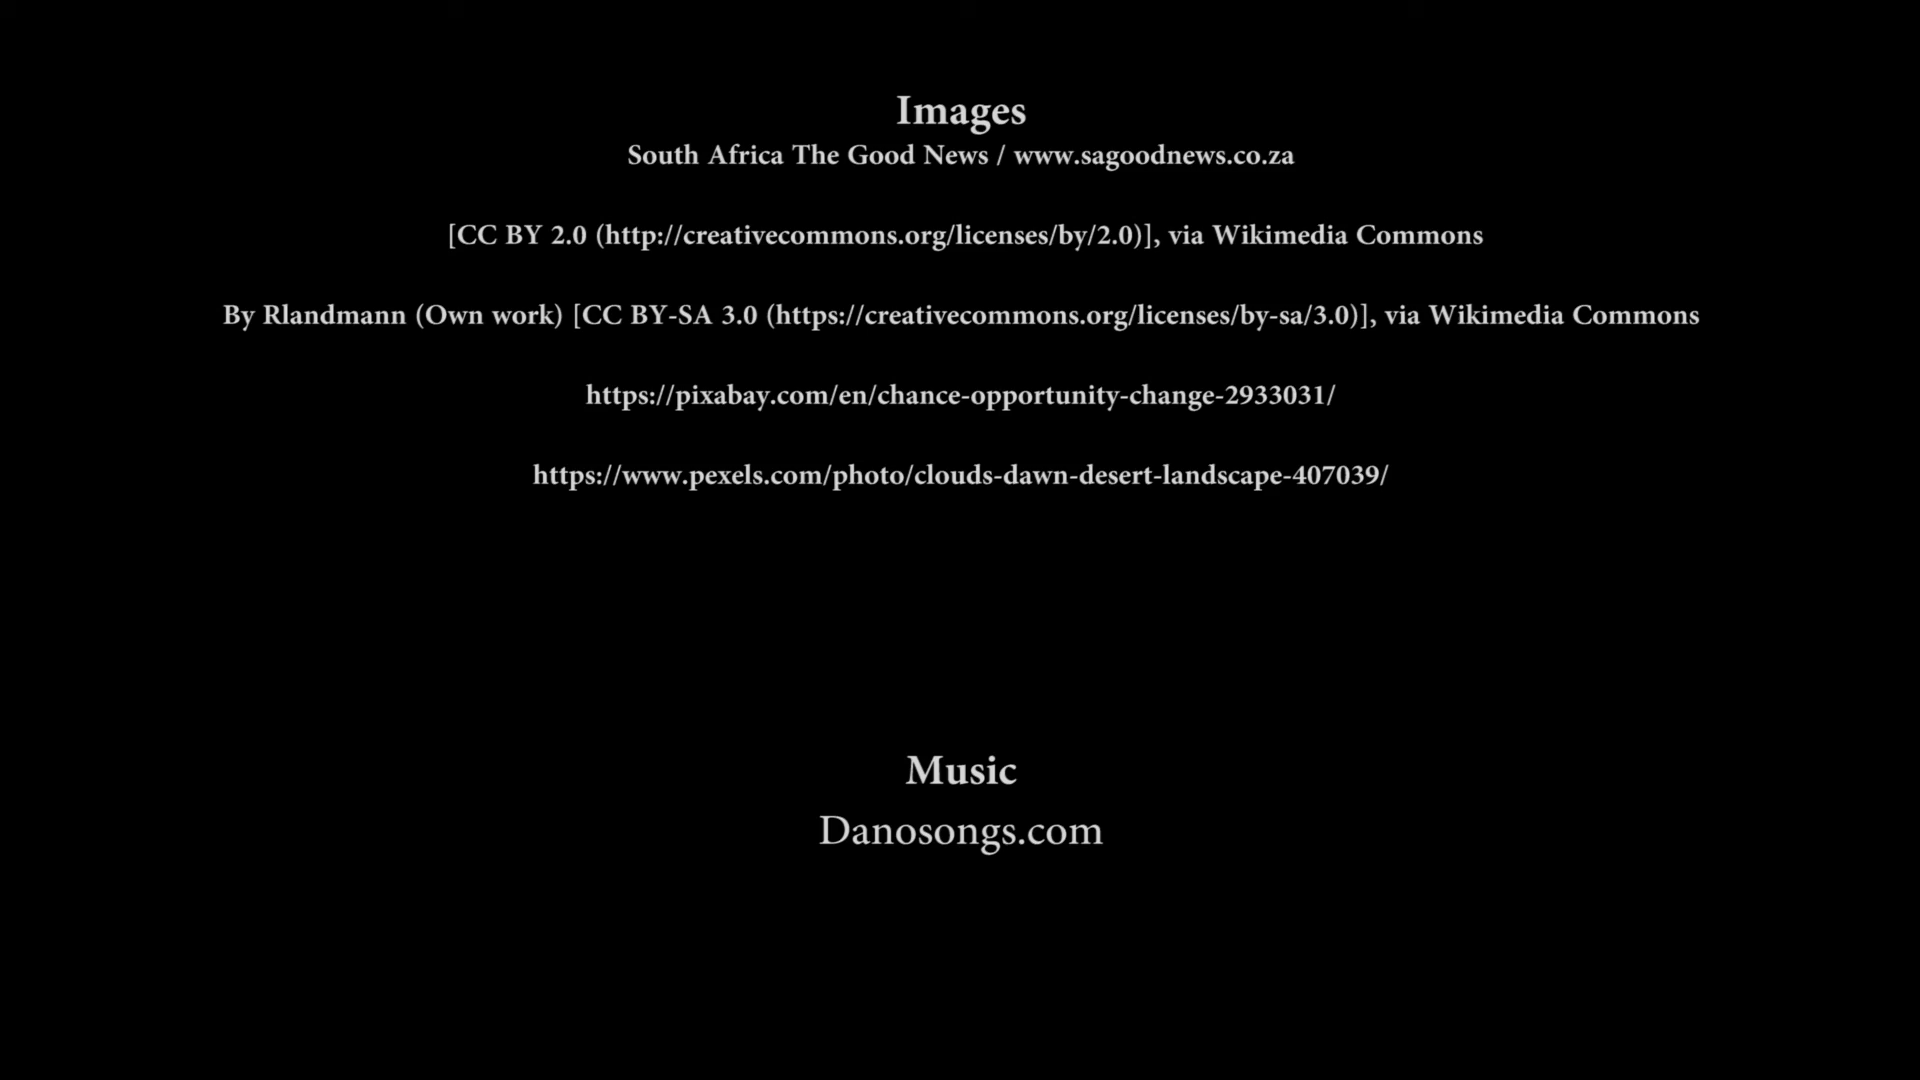 Images
South Africa The Good News / www.sagoodnews.co.za
[CC BY 2.0 (http://creativecommons.org/licenses/by/2.0)], via Wikimedia Commons
By Rlandmann (Own work) [CC BY-SA 3.0 (https://creativecommons.org/licenses/by-sa/3.0)], via Wikimedia Commons
https://pixabay.com/en/chance-opportunity-change-2933031/
https://www.pexels.com/photo/clouds-dawn-desert-landscape-407039/
Music
Danosongs.com